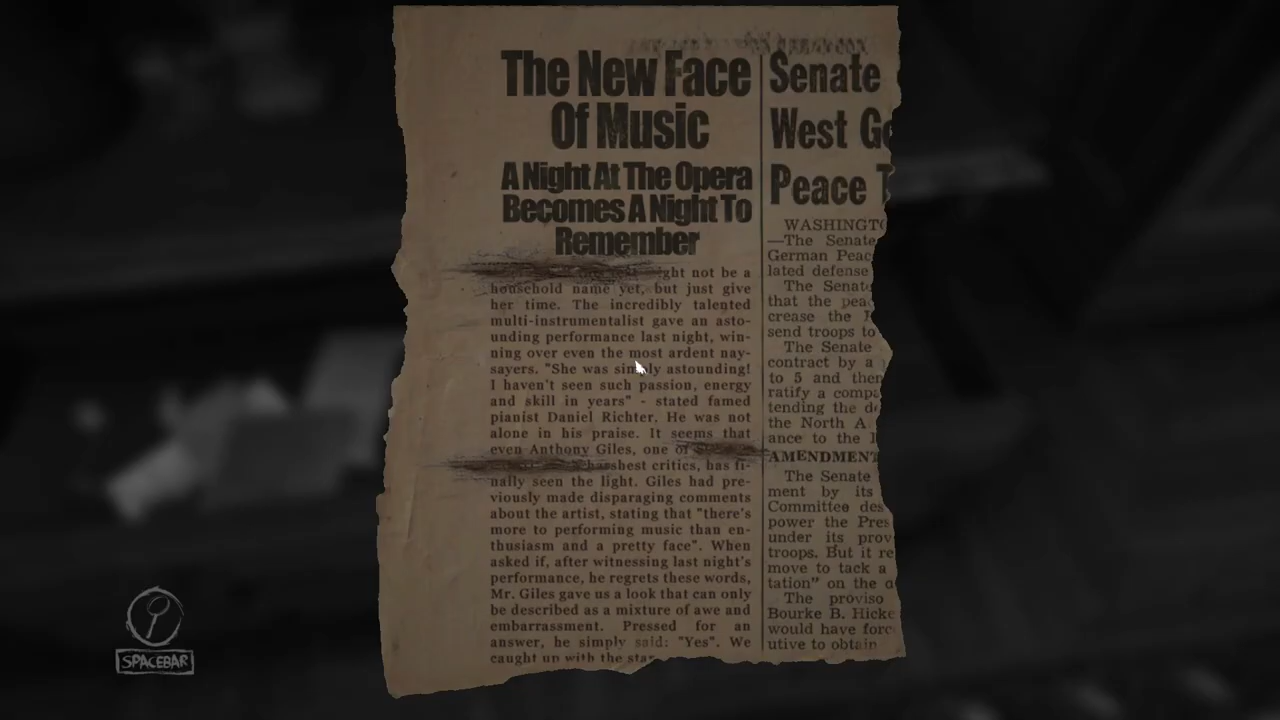 The New Face
Of Music
A Night At The Opera
Becomes A Night To
Remember
not be a
household name yet, but just give
her time. The incredibly talented
multi-instrumentalist gave an asto-
unding performance last night, win-
ning over even the most ardent nay-
sayers. "She was simply astounding!
I haven't seen such passion, energy
and skill in years" - stated famed
pianist Daniel Richter. He was not
alone in his praise. It seems that
even Anthony Giles, one of
harshest critics, has fi-
nally seen the light. Giles had pre-
viously made disparaging comments
about the artist, stating that "there's
more to performing music than en-
thusiasm and a pretty face". When
asked if, after witnessing last night's
performance, he regrets these words,
Mr. Giles gave us a look that can only
be described as a mixture of awe and
embarrassment. Pressed for an
answer, he simply said: "Yes". We
caught up with the star
Senate
West Ge
Peace T
WASHINGTO
—The Senate
German Peac
lated defense
The Senate
that the peac
crease the
send troops to
The Senate
contract by a
to 5 and then
ratify a compa
tending the de
the North A
ance to the
AMENDMENT
The Senate
ment by its
Committee des
power the Pres
under its prov
troops. But it re
move to tack a
tation" on the
The proviso
Bourke B. Hicke
would have forc
utive to obtain
SPACEBAR